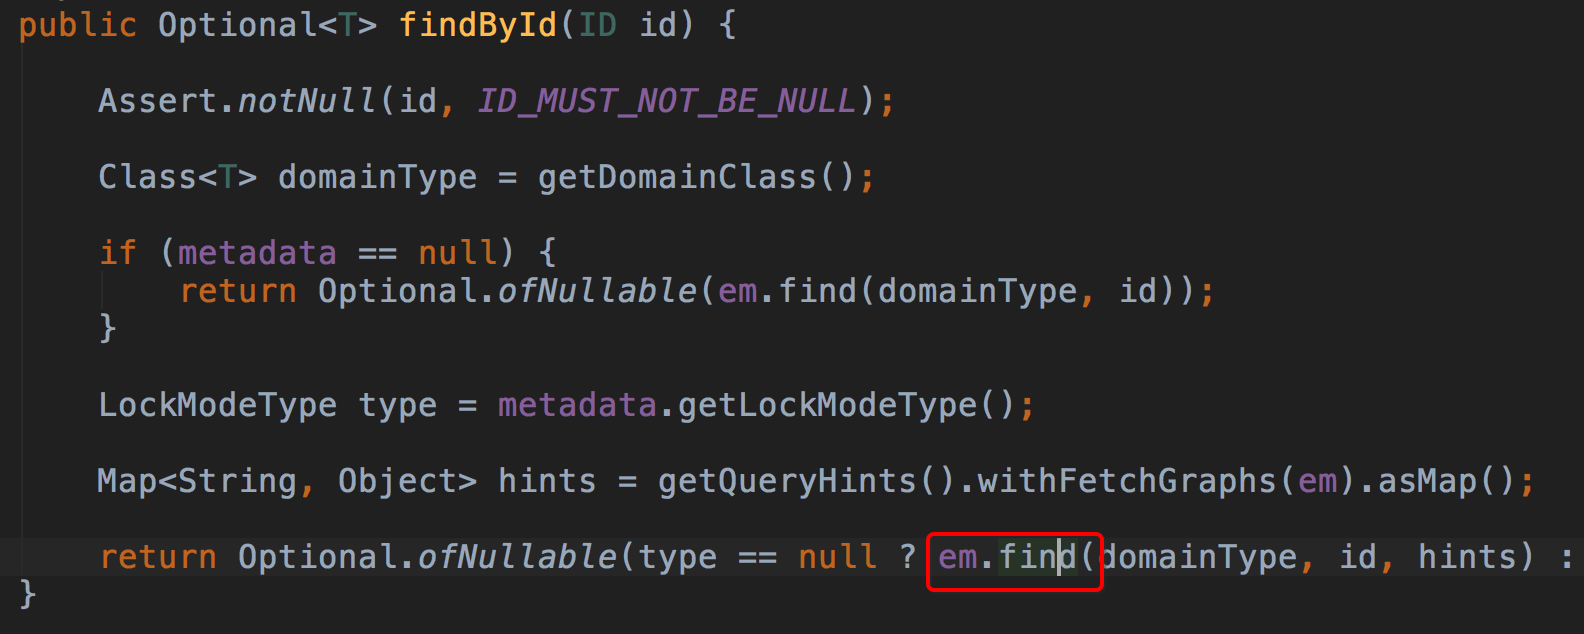 public Optional<T> findById(ID id) {
Assert.notNull(id, ID_MUST_NOT_BE_NULL);
Class<T> domainType = getDomainClass();
if (metadata == null) {
return Optional.ofNullable(em.find(domainType, id));
}
LockModeType type = metadata.getLockModeType();
Map<String, Object> hints = getQueryHints().withFetchGraphs(em).asMap();
return Optional.ofNullable(type == null ? em.find(domainType, id, hints) :
}